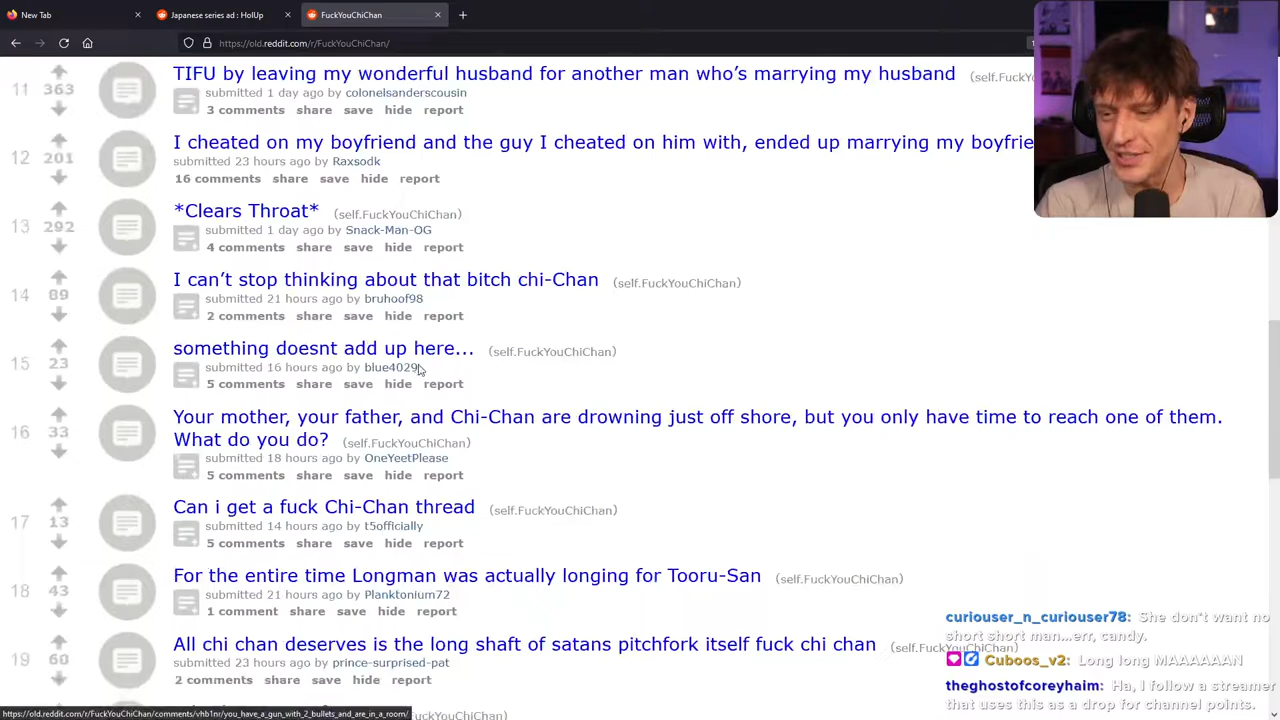 New Tab
Japanese series ad : HolUp
FuckYouChiChan
https://old.reddit.com/r/FuckYouChiChan/
11
363
TIFU by leaving my wonderful husband for another man who’s marrying my husband (self.FuckYouChiChan)
submitted 1 day ago by colonelsanderscousin
3 comments share save hide report
12
201
I cheated on my boyfriend and the guy I cheated on him with, ended up marrying my boyfrie
submitted 23 hours ago by Raxsodk
16 comments share save hide report
13
292
*Clears Throat* (self.FuckYouChiChan)
submitted 1 day ago by Snack-Man-OG
4 comments share save hide report
14
89
I can’t stop thinking about that bitch chi-Chan (self.FuckYouChiChan)
submitted 21 hours ago by bruhoof98
2 comments share save hide report
15
23
something doesnt add up here... (self.FuckYouChiChan)
submitted 16 hours ago by biue4029
5 comments share save hide report
16
33
Your mother, your father, and Chi-Chan are drowning just off shore, but you only have time to reach one of them.
What do you do? (self.FuckYouChiChan)
submitted 18 hours ago by OneYeetPlease
5 comments share save hide report
17
13
Can i get a fuck Chi-Chan thread (self.FuckYouChiChan)
submitted 14 hours ago by t5officially
5 comments share save hide report
18
43
For the entire time Longman was actually longing for Tooru-San (self.FuckYouChiChan)
submitted 21 hours ago by Planktonium72
1 comment share save hide report
19
60
All chi chan deserves is the long shaft of satans pitchfork itself fuck chi chan (self.FuckYouChiChan)
submitted 23 hours ago by prince-surprised-pat
2 comments share save hide report
curiouser_n_curiouser78: She don't want no
short short man...err, candy.
Cuboos_v2: Long long MAAAAAAN
theghostofcoreyhaim: Ha, I follow a streamer
that uses this as a drop for channel points.
https://old.reddit.com/r/FuckYouChiChan/comments/vhb1nr/you_have_a_gun_with_2_bullets_and_are_in_a_room/